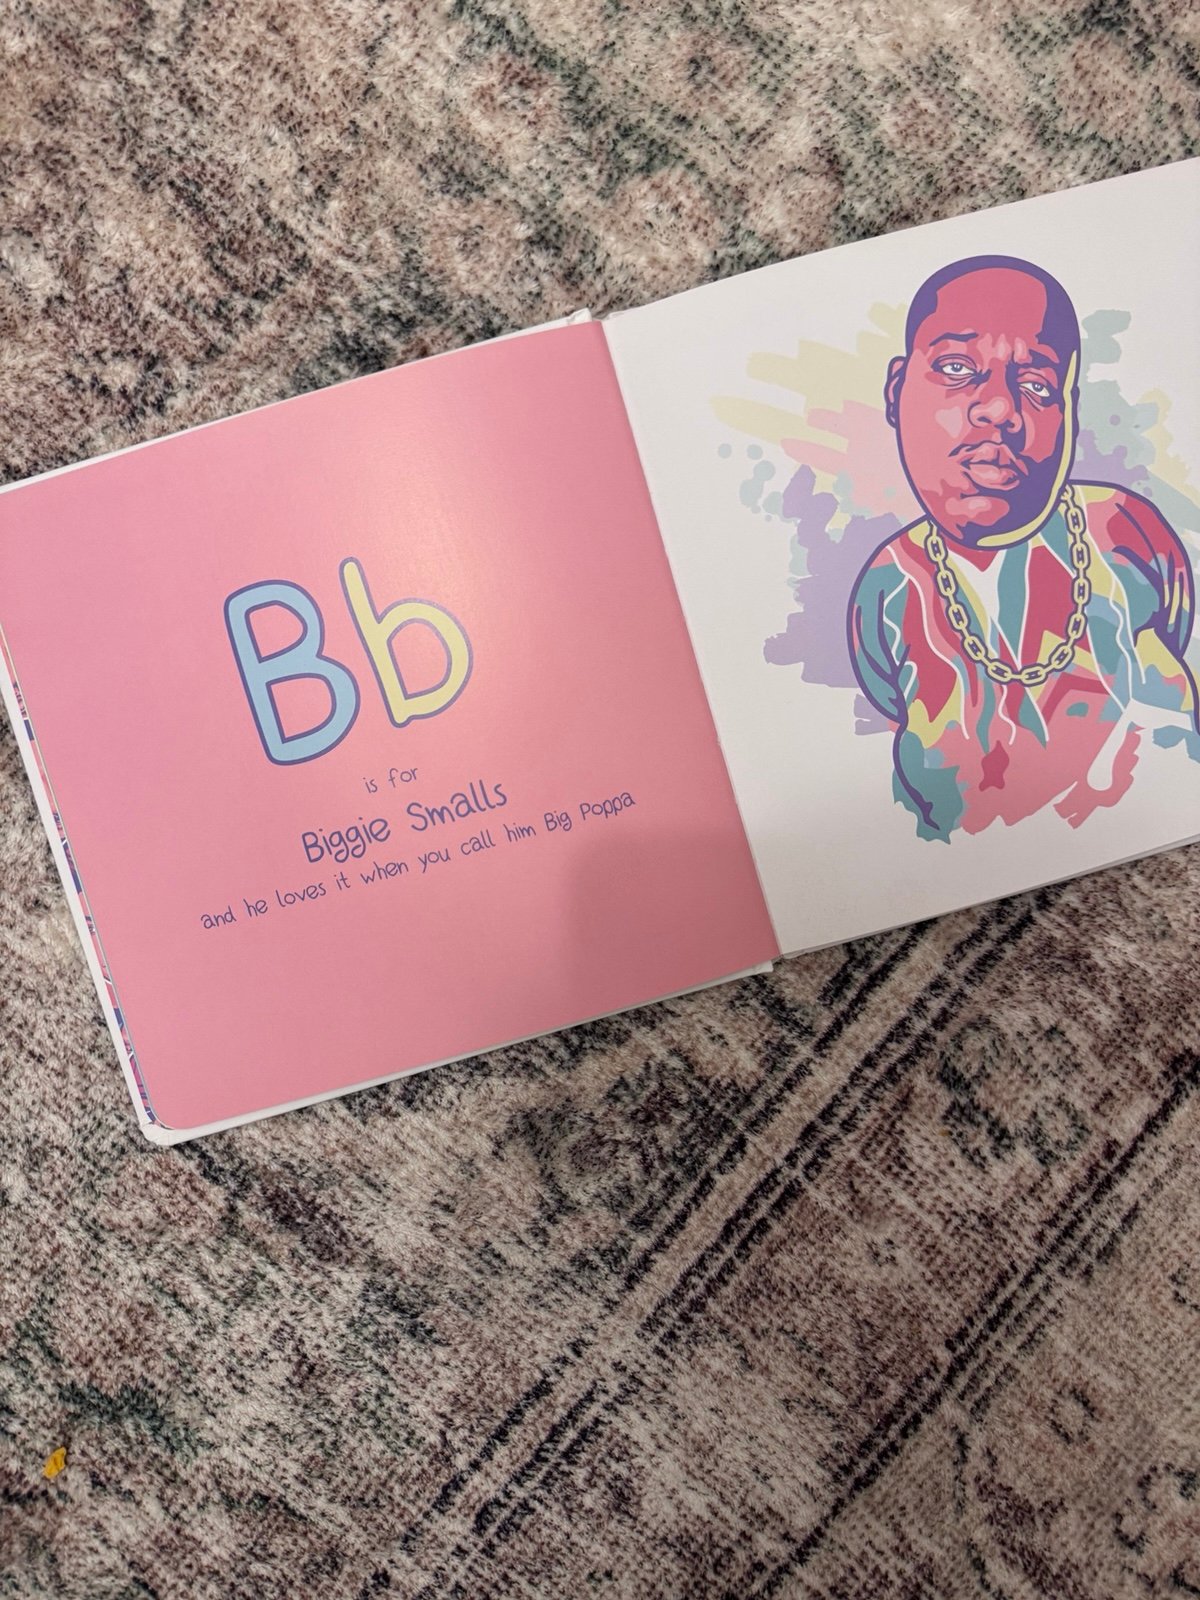 Bb
is for
Biggie Smalls
and he loves it when you call him Big Poppa